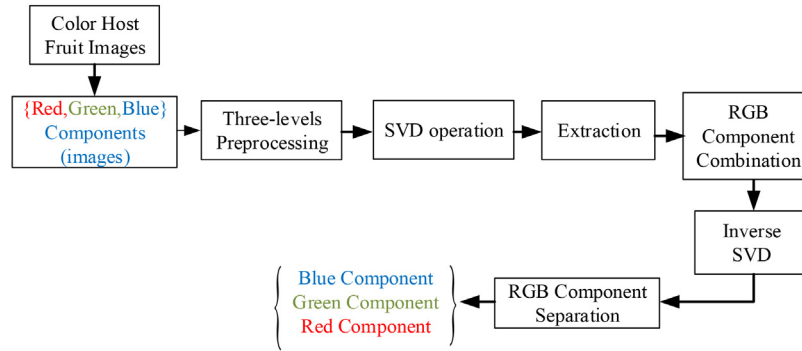 Color Host
Fruit Images
{Red,Green,Blue}
Components
(images)
Three-levels
Preprocessing
SVD operation
Extraction
RGB
Component
Combination
Inverse
SVD
RGB Component
Separation
Blue Component
Green Component
Red Component